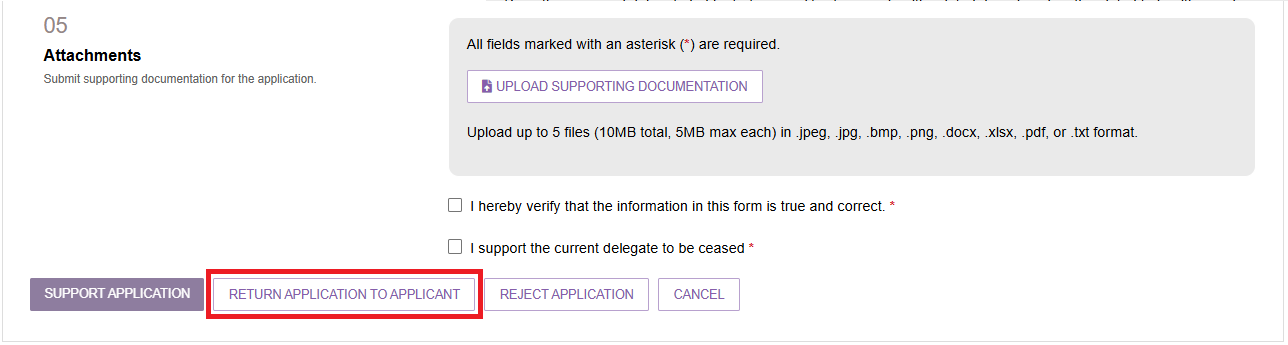 05
Attachments
Submit supporting documentation for the application.
All fields marked with an asterisk (*) are required.
UPLOAD SUPPORTING DOCUMENTATION
Upload up to 5 files (10MB total, 5MB max each) in .jpeg, .jpg, .bmp, .png, .docx, .xlsx, .pdf, or .txt format.
I hereby verify that the information in this form is true and correct. *
I support the current delegate to be ceased *
SUPPORT APPLICATION RETURN APPLICATION TO APPLICANT REJECT APPLICATION CANCEL